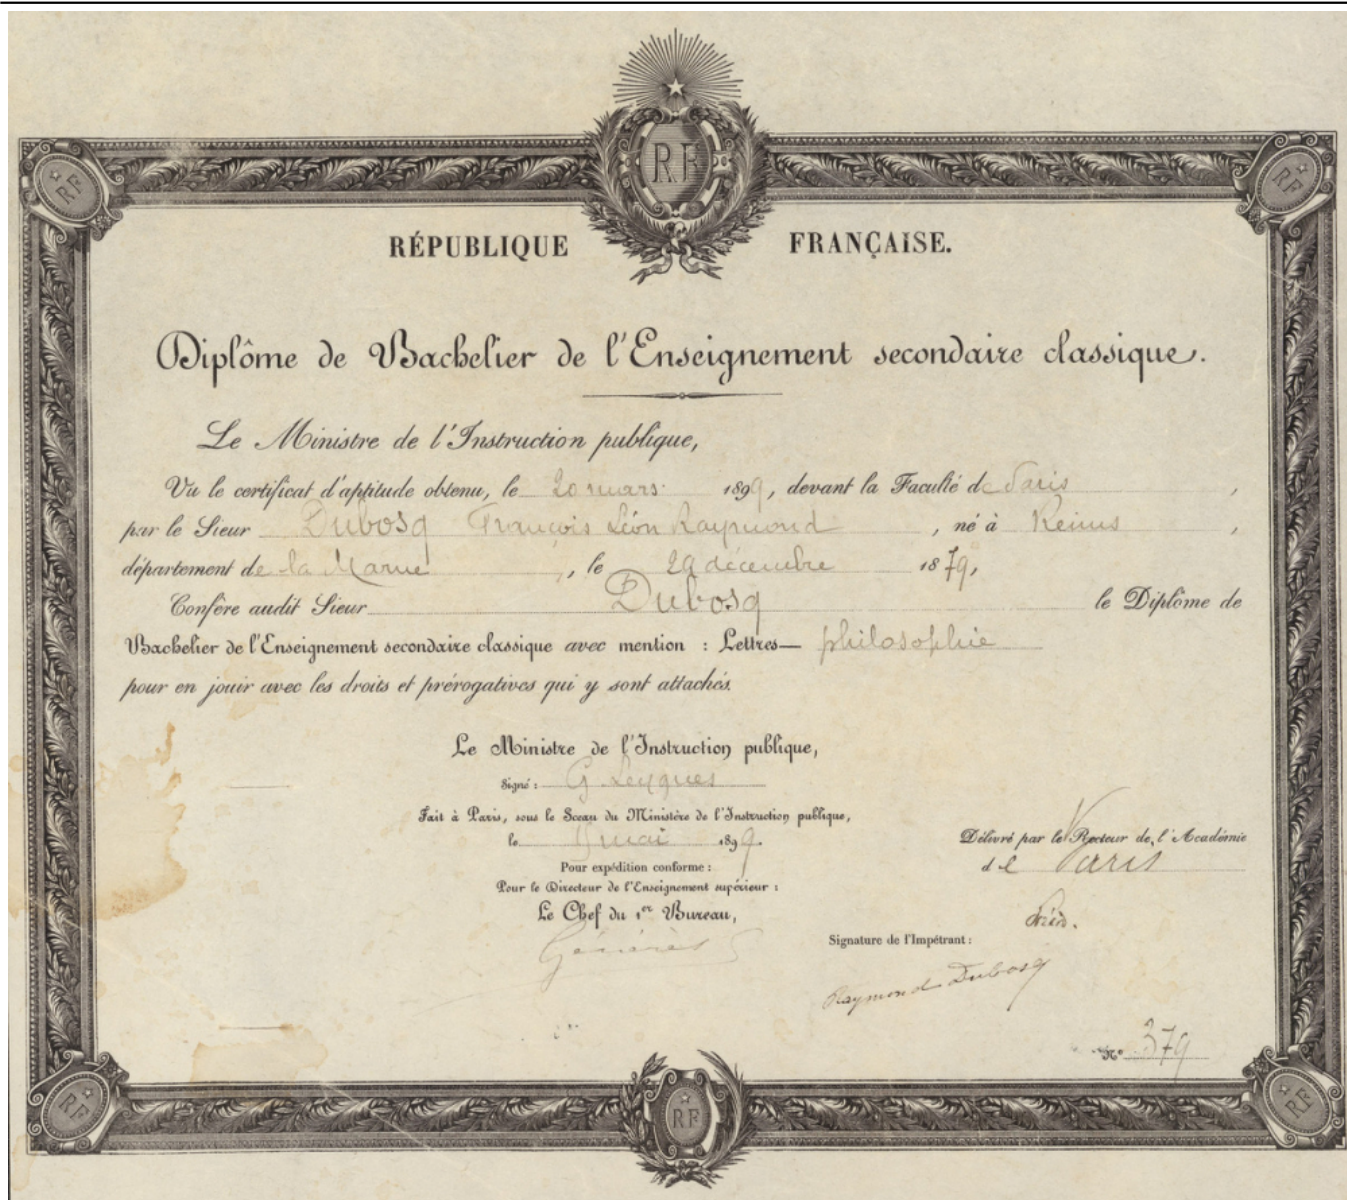 RF
RF
RF
RÉPUBLIQUE FRANÇAISE.
Diplôme de Bachelier de l'Enseignement secondaire classique.
Le Ministre de l'Instruction publique,
Vu le certificat d'aptitude obtenu, le 20 mars 1899, devant la Faculté de Paris,
par le Sieur Dubosq François Léon Raymond, né à Reims,
département de la Marne, le 29 décembre 1879,
Confère audit Sieur Dubosq le Diplôme de
Bachelier de l'Enseignement secondaire classique avec mention : Lettres— philosophie
pour en jouir avec les droits et prérogatives qui y sont attachés.
Le Ministre de l'Instruction publique,
Signé : G Leygues
Fait à Paris, sous le Sceau du Ministère de l'Instruction publique,
le mai 1899.
Délivré par le Recteur de l'Académie
de Paris
Pour expédition conforme :
Pour le Directeur de l'Enseignement supérieur :
Le Chef du 1er Bureau,
Signature de l'Impétrant :
Raymond Dubosq
N° 379
RF
RF
RF